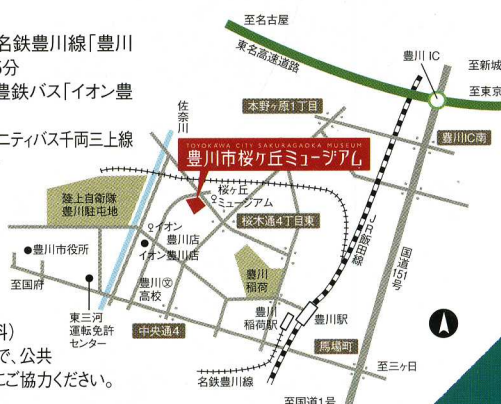 名鉄豊川線「豊川
5分
豊鉄バス「イオン豊
ニティバス千両三上線
料)
で、公共
にご協力ください。
至名古屋
東名高速道路
豊川 IC
至新城
至東京
佐奈川
本野ヶ原1丁目
豊川IC南
TOYOKAWA CITY SAKURAGAOKA MUSEUM
豊川市桜ヶ丘ミュージアム
陸上自衛隊
豊川駐屯地
桜ヶ丘
ミュージアム
桜木通4丁目東
イオン
豊川店
イオン豊川店
JR飯田線
国道151号
豊川市役所
至国府
豊川
高校
文
豊川
稲荷
東三河
運転免許
センター
中央通4
豊川
稲荷駅
豊川駅
馬場町
名鉄豊川線
至三ヶ日
至国道1号